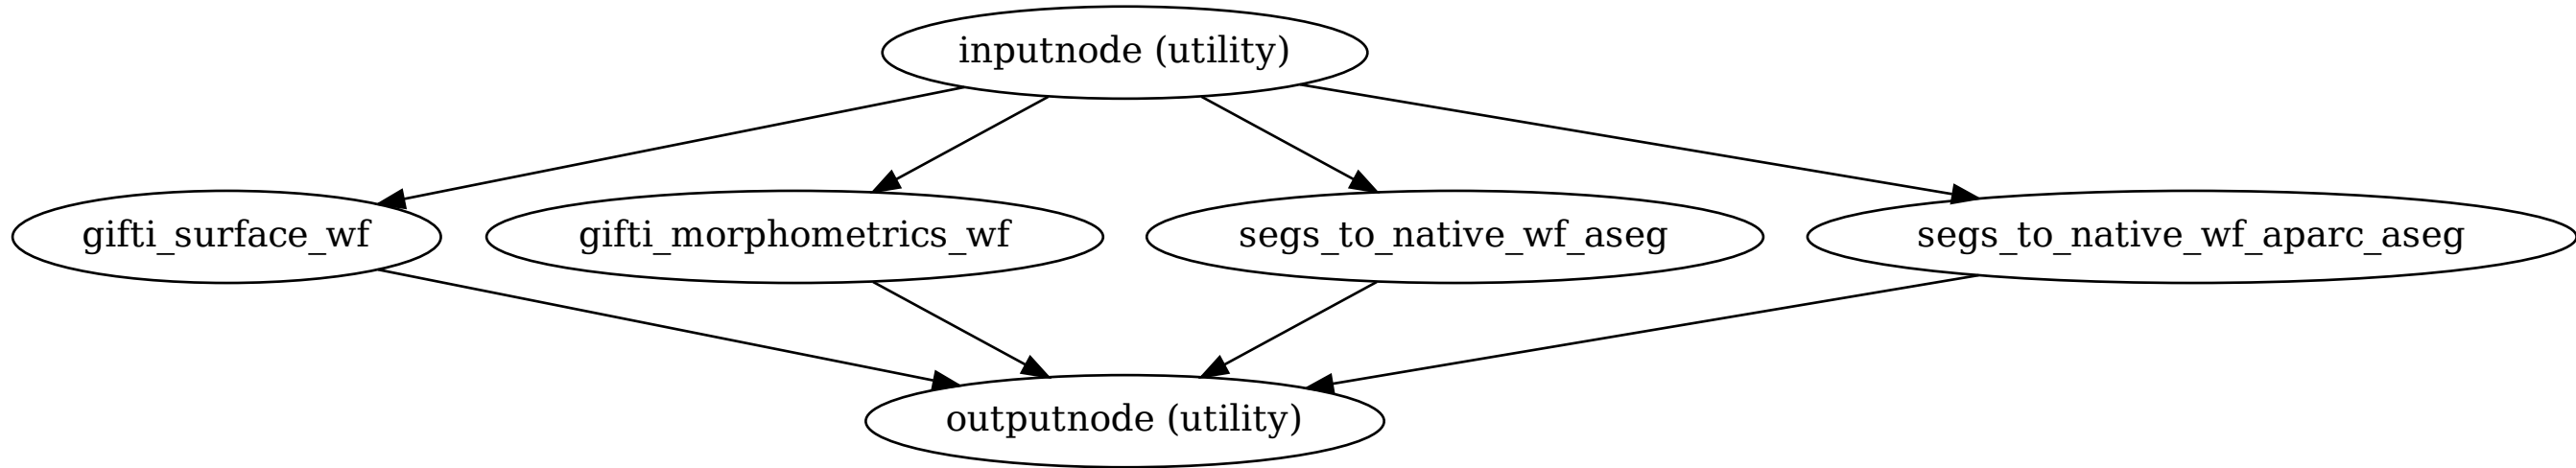 inputnode (utility)
gifti_surface_wf
gifti_morphometrics_wf
segs_to_native_wf_aseg
segs_to_native_wf_aparc_aseg
outputnode (utility)